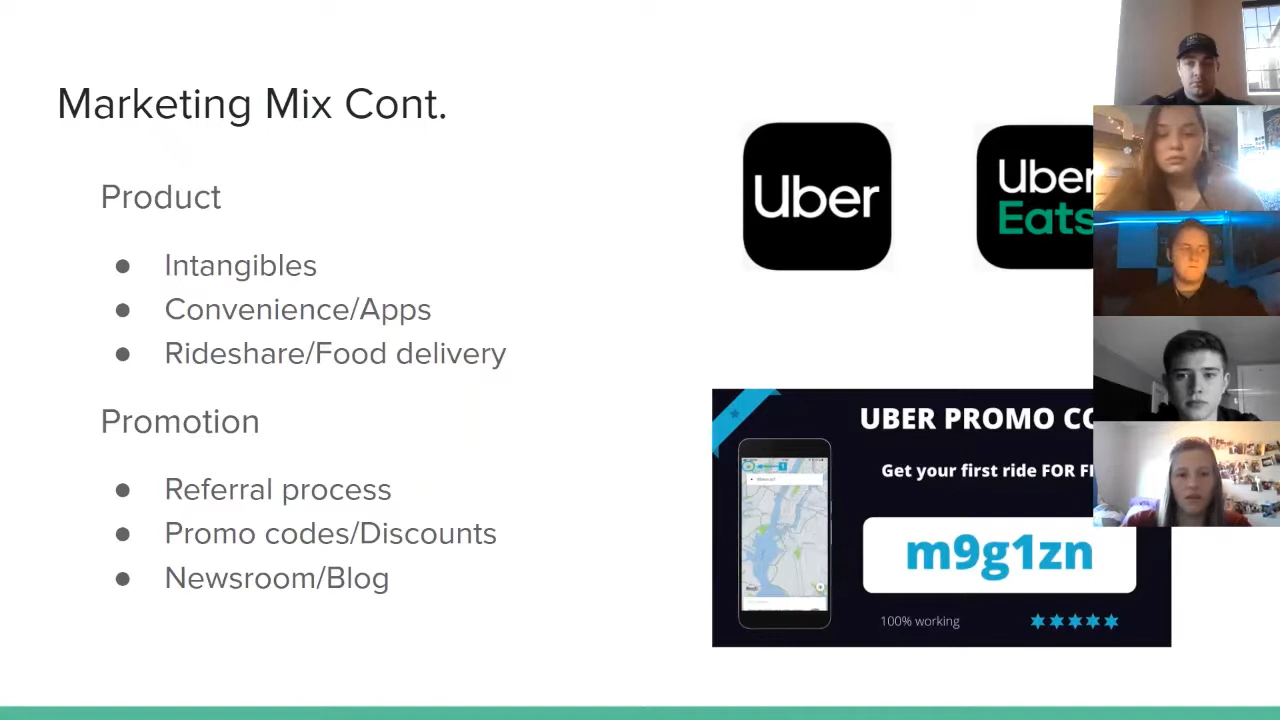 Marketing Mix Cont.
Product
● Intangibles
● Convenience/Apps
● Rideshare/Food delivery
Promotion
● Referral process
● Promo codes/Discounts
● Newsroom/Blog
Uber
Uber
Eats
UBER PROMO
Get your first ride FOR
m9g1zn
100% working